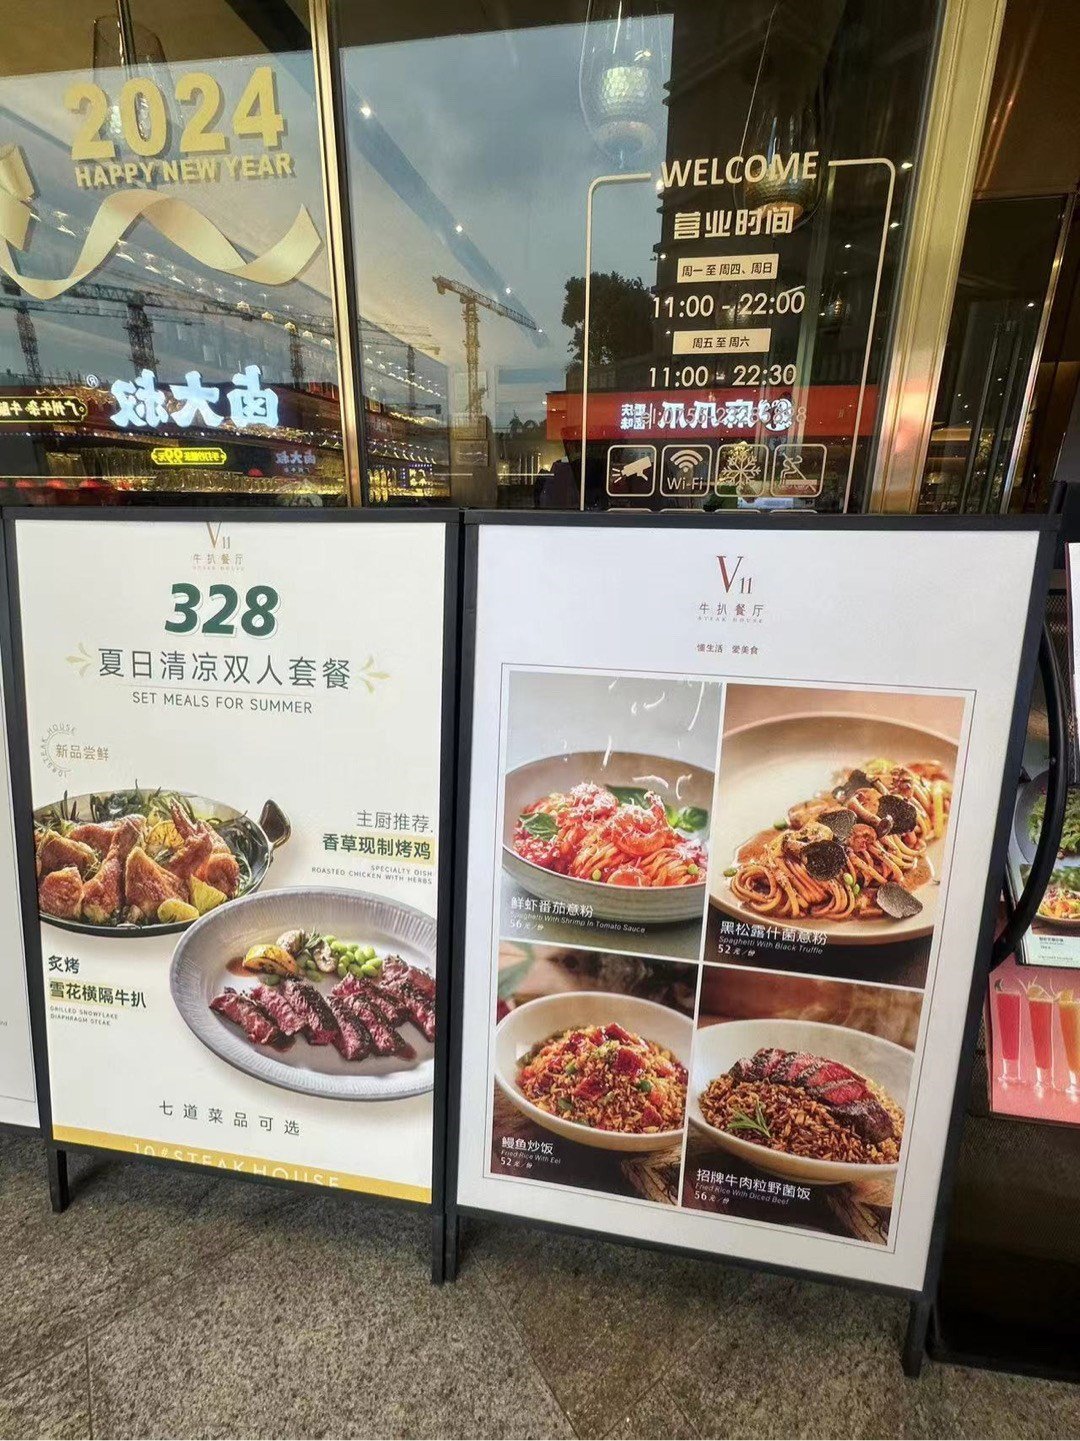 2024
HAPPY NEW YEAR
WELCOME
营业时间
周一至周四、周日
11:00 - 22:00
周五至周六
11:00 - 22:30
Wi-Fi
卤大叔
®
V11
牛扒餐厅
STEAK HOUSE
328
夏日清凉双人套餐
SET MEALS FOR SUMMER
新品尝鲜
主厨推荐.
香草现制烤鸡
SPECIALTY DISH
ROASTED CHICKEN WITH HERBS
炙烤
雪花横隔牛扒
GRILLED SNOWFLAKE
DIAPHRAGM STEAK
七道菜品可选
10#STEAK HOUSE
V11
牛扒餐厅
STEAK HOUSE
懂生活 爱美食
鲜虾番茄意粉
Spaghetti With Shrimp In Tomato Sauce
56元/份
黑松露什菌意粉
Spaghetti With Black Truffle
52元/份
鳗鱼炒饭
Fried Rice With Eel
52元/份
招牌牛肉粒野菌饭
Fried Rice With Diced Beef
56元/份